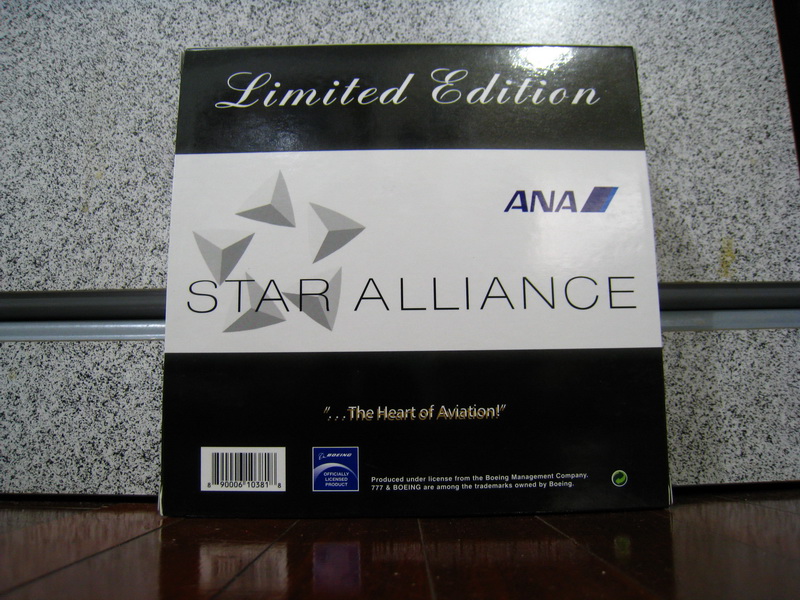 Limited Edition
ANA
STAR ALLIANCE
"...The Heart of Aviation!"
8 90006 10381 8
BOEING
OFFICIALLY
LICENSED
PRODUCT
Produced under license from the Boeing Management Company.
777 & BOEING are among the trademarks owned by Boeing.